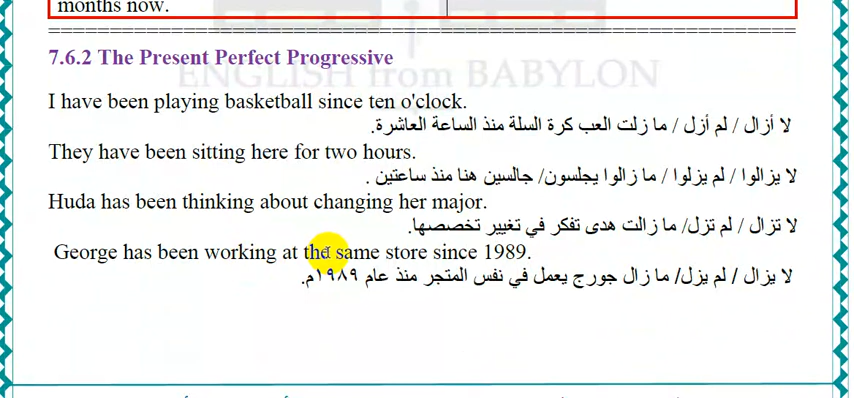 months now.
7.6.2 The Present Perfect Progressive
ENGLISH from BABYLON
I have been playing basketball since ten o'clock.
لا أزال / لم أزل / ما زلت العب كرة السلة منذ الساعة العاشرة.
They have been sitting here for two hours.
لا يزالوا / لم يزلوا / ما زالوا يجلسون/ جالسين هنا منذ ساعتين .
Huda has been thinking about changing her major.
لا تزال / لم تزل/ ما زالت هدى تفكر في تغيير تخصصها.
George has been working at the same store since 1989.
لا يزال / لم يزل/ ما زال جورج يعمل في نفس المتجر منذ عام ١٩٨٩م.